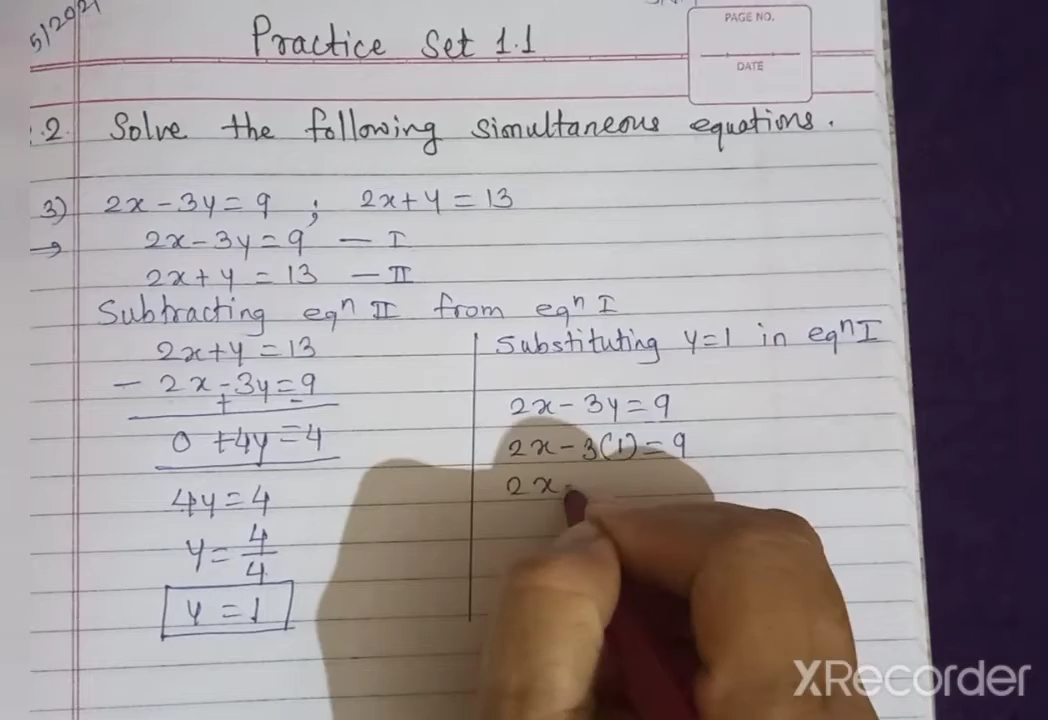 5/2021
Practice Set 1.1
PAGE NO.
DATE
.2. Solve the following simultaneous equations.
3) 2x - 3y = 9 ; 2x + y = 13
→ 2x - 3y = 9 — I
2x + y = 13 — II
Subtracting eqⁿ II from eqⁿ I
2x + y = 13
- 2x - 3y = 9
+ -
0 + 4y = 4
4y = 4
y = 4/4
y = 1
Substituting y = 1 in eqⁿ I
2x - 3y = 9
2x - 3(1) = 9
2x -
XRecorder